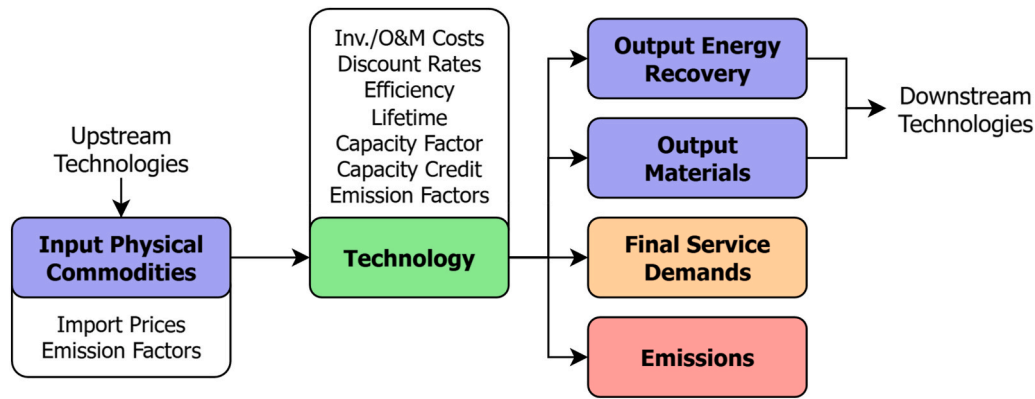 Upstream
Technologies
Input Physical
Commodities
Import Prices
Emission Factors
Inv./O&M Costs
Discount Rates
Efficiency
Lifetime
Capacity Factor
Capacity Credit
Emission Factors
Technology
Output Energy
Recovery
Output
Materials
Final Service
Demands
Emissions
Downstream
Technologies